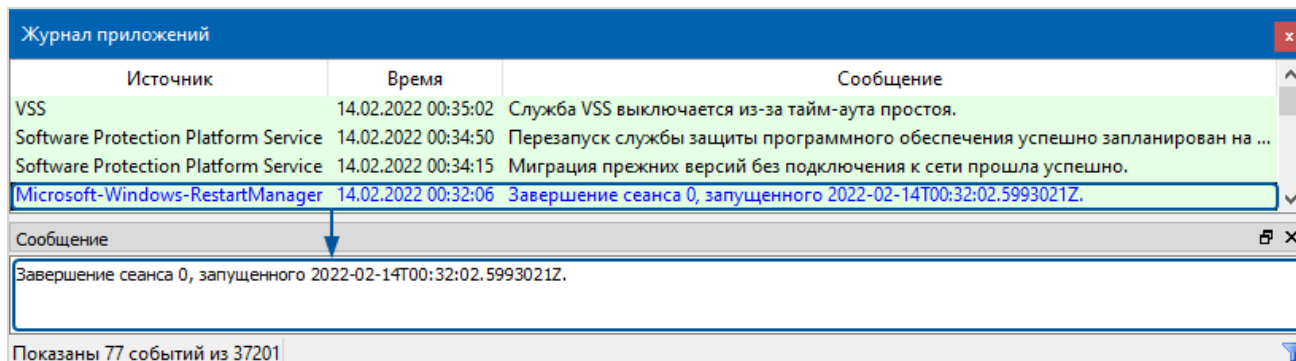 Журнал приложений
x
Источник Время Сообщение
VSS 14.02.2022 00:35:02 Служба VSS выключается из-за тайм-аута простоя.
Software Protection Platform Service 14.02.2022 00:34:50 Перезапуск службы защиты программного обеспечения успешно запланирован на ...
Software Protection Platform Service 14.02.2022 00:34:15 Миграция прежних версий без подключения к сети прошла успешно.
Microsoft-Windows-RestartManager 14.02.2022 00:32:06 Завершение сеанса 0, запущенного 2022-02-14T00:32:02.5993021Z.
Сообщение
Завершение сеанса 0, запущенного 2022-02-14T00:32:02.5993021Z.
Показаны 77 событий из 37201